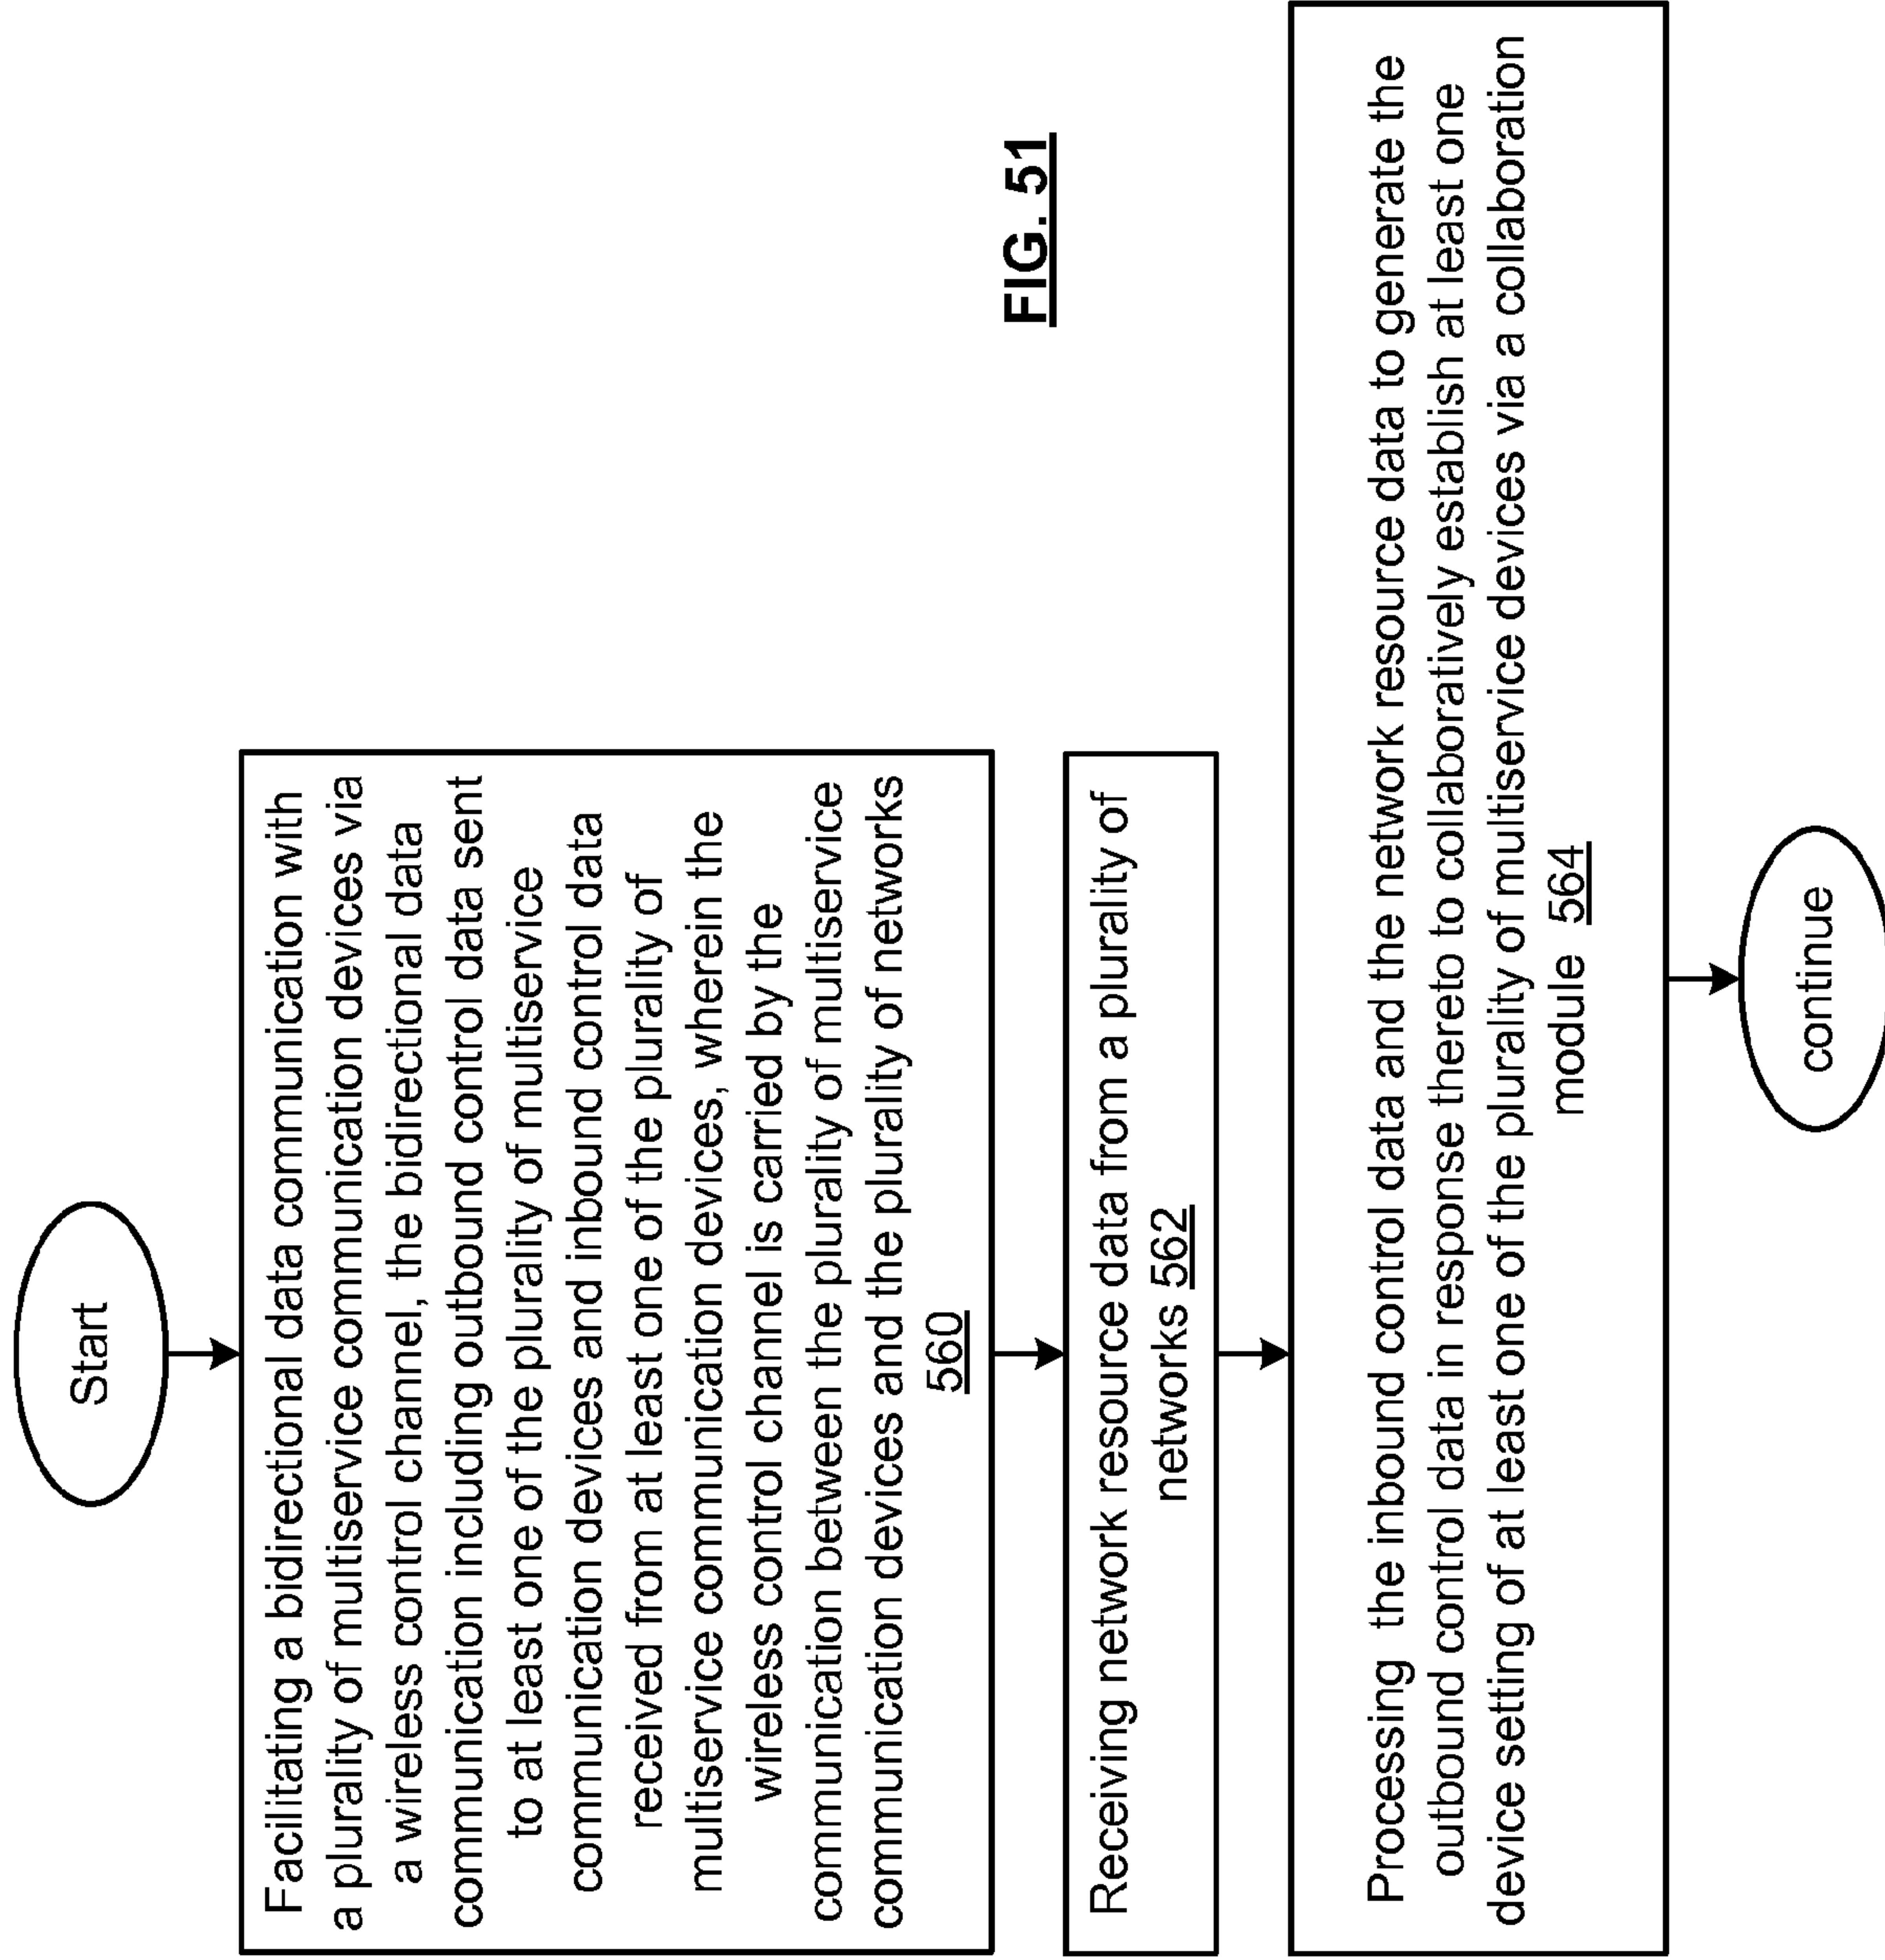 Start
Facilitating a bidirectional data communication with
a plurality of multiservice communication devices via
a wireless control channel, the bidirectional data
communication including outbound control data sent
to at least one of the plurality of multiservice
communication devices and inbound control data
received from at least one of the plurality of
multiservice communication devices, wherein the
wireless control channel is carried by the
communication between the plurality of multiservice
communication devices and the plurality of networks
560
Receiving network resource data from a plurality of
networks 562
Processing the inbound control data and the network resource data to generate the
outbound control data in response thereto to collaboratively establish at least one
device setting of at least one of the plurality of multiservice devices via a collaboration
module 564
continue
FIG. 51